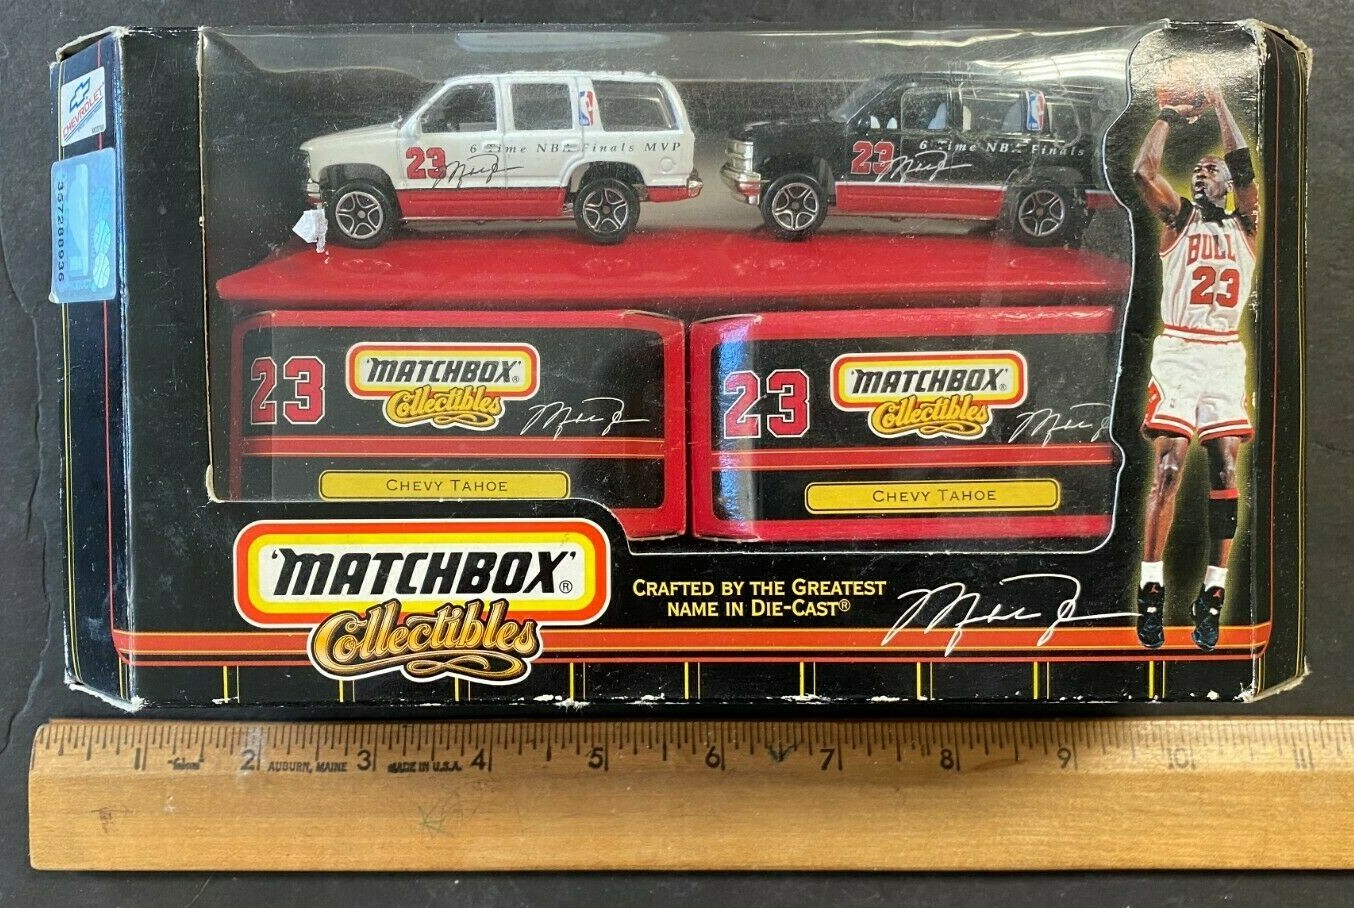 CHEVROLET
357288936
23
6 Time NBA Finals MVP
23
6 Time NBA Finals
BULL
23
23
MATCHBOX®
Collectibles
CHEVY TAHOE
23
MATCHBOX®
Collectibles
CHEVY TAHOE
MATCHBOX®
Collectibles
CRAFTED BY THE GREATEST
NAME IN DIE-CAST®
1 2 AUBURN, MAINE 3 MADE IN U.S.A. 4 5 6 7 8 9 10 11